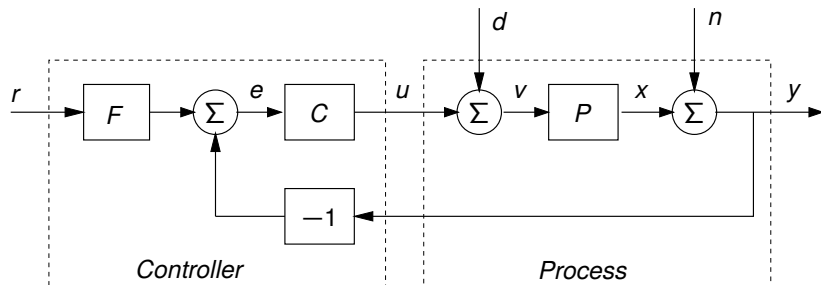 d
n
r
F
Σ
e
C
u
Σ
v
P
x
Σ
y
−1
Controller
Process